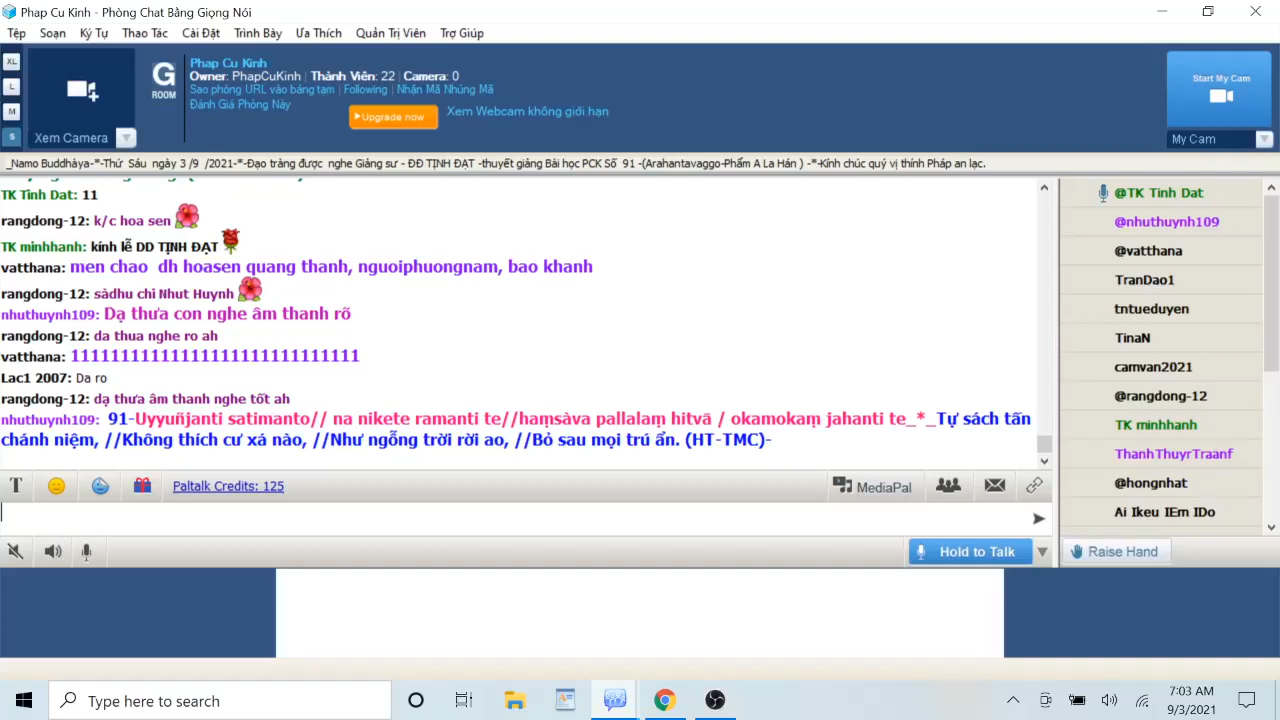 Phap Cu Kinh - Phòng Chat Bằng Giọng Nói
Tệp Soạn Ký Tự Thao Tác Cài Đặt Trình Bày Ưa Thích Quản Trị Viên Trợ Giúp
XL
L
M
S
Xem Camera
G
ROOM
Phap Cu Kinh
Owner: PhapCuKinh | Thành Viên: 22 | Camera: 0
Sao phòng URL vào bảng tạm | Following | Nhận Mã Nhúng Mã
Đánh Giá Phòng Này
Upgrade now
Xem Webcam không giới hạn
Start My Cam
My Cam
_Namo Buddhàya-*-Thứ Sáu ngày 3 /9 /2021-*-Đạo tràng được nghe Giảng sư - ĐĐ TỊNH ĐẠT -thuyết giảng Bài học PCK Số 91 -(Arahantavaggo-Phẩm A La Hán ) -*-Kính chúc quý vị thính Pháp an lạc.
TK Tinh Dat: 11
rangdong-12: k/c hoa sen
TK minhhanh: kính lễ DD TỊNH ĐẠT
vatthana: men chao dh hoasen quang thanh, nguoiphuongnam, bao khanh
rangdong-12: sàdhu chi Nhut Huynh
nhuthuynh109: Dạ thưa con nghe âm thanh rõ
rangdong-12: da thua nghe ro ah
vatthana: 11111111111111111111111111111
Lac1 2007: Da ro
rangdong-12: dạ thưa âm thanh nghe tốt ah
nhuthuynh109: 91-Uyyuñjanti satimanto// na nikete ramanti te//haṃsàva pallalaṃ hitvā / okamokaṃ jahanti te_*_Tự sách tấn
chánh niệm, //Không thích cư xá nào, //Như ngỗng trời rời ao, //Bỏ sau mọi trú ẩn. (HT-TMC)-
@TK Tinh Dat
@nhuthuynh109
@vatthana
TranDao1
tntueduyen
TinaN
camvan2021
@rangdong-12
TK minhhanh
ThanhThuyrTraanf
@hongnhat
Ai Ikeu IEm IDo
T
Paltalk Credits: 125
MediaPal
Hold to Talk
Raise Hand
Type here to search
7:03 AM
9/3/2021